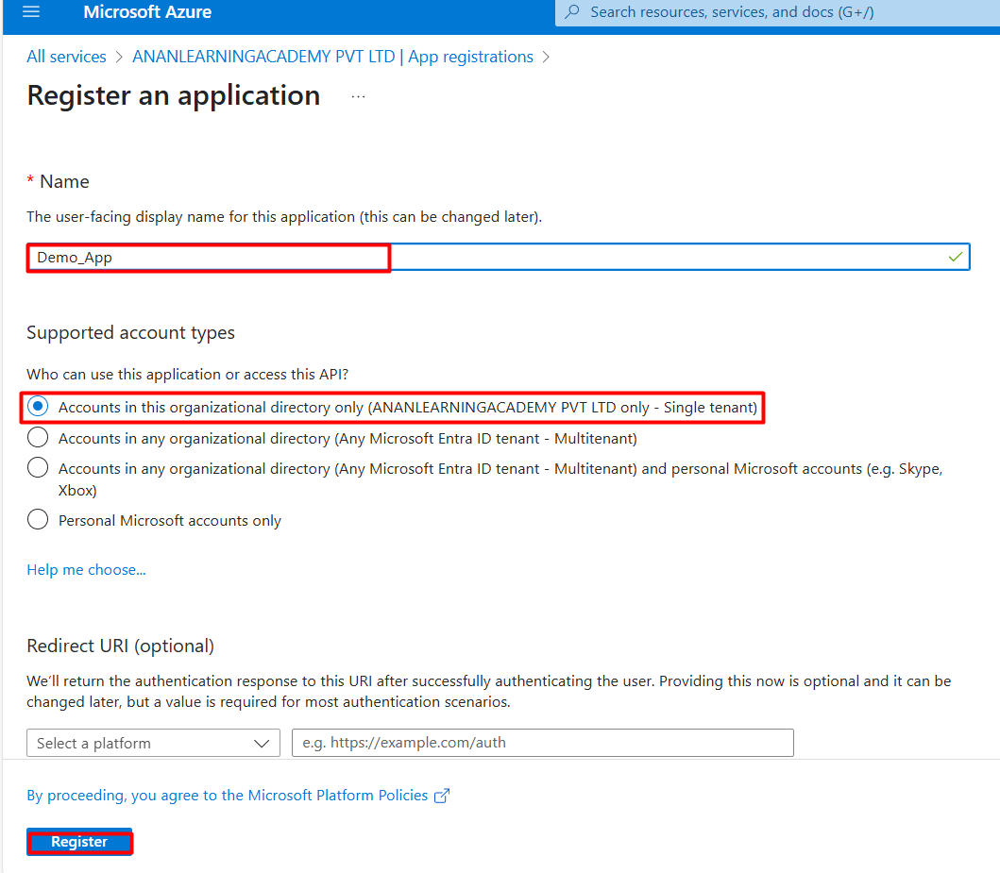 Microsoft Azure
Search resources, services, and docs (G+/)
All services > ANANLEARNINGACADEMY PVT LTD | App registrations >
Register an application ...
* Name
The user-facing display name for this application (this can be changed later).
Demo_App
Supported account types
Who can use this application or access this API?
Accounts in this organizational directory only (ANANLEARNINGACADEMY PVT LTD only - Single tenant)
Accounts in any organizational directory (Any Microsoft Entra ID tenant - Multitenant)
Accounts in any organizational directory (Any Microsoft Entra ID tenant - Multitenant) and personal Microsoft accounts (e.g. Skype,
Xbox)
Personal Microsoft accounts only
Help me choose...
Redirect URI (optional)
We'll return the authentication response to this URI after successfully authenticating the user. Providing this now is optional and it can be
changed later, but a value is required for most authentication scenarios.
Select a platform
e.g. https://example.com/auth
By proceeding, you agree to the Microsoft Platform Policies
Register